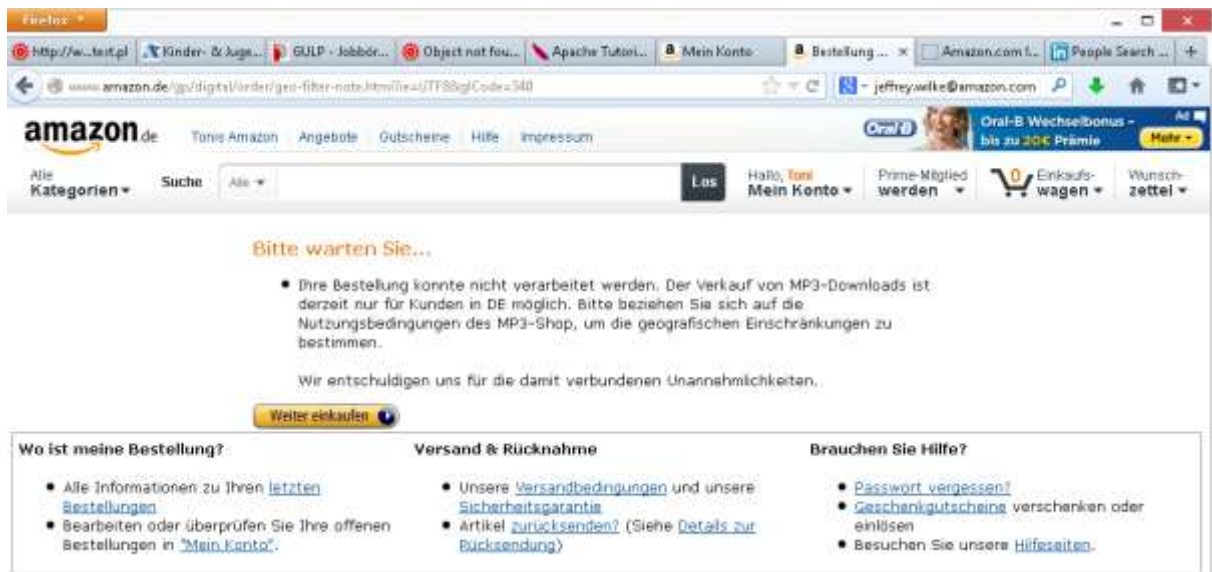 Firefox
http://w...test.pl Kinder- & Juge... GULP - Jobbör... Object not fou... Apache Tutori... Mein Konto Bestellung ... Amazon.com I... People Search ...
www.amazon.de/gp/digital/order/geo-filter-note.html?ie=UTF8&glCode=340 jeffrey.wilke@amazon.com
amazon.de Tonis Amazon Angebote Gutscheine Hilfe Impressum
Oral-B Oral-B Wechselbonus - bis zu 20€ Prämie Mehr Ad
Alle Kategorien Suche Alle Los Hallo, Toni Mein Konto Prime-Mitglied werden 0 Einkaufs-wagen Wunsch-zettel
Bitte warten Sie...
Ihre Bestellung konnte nicht verarbeitet werden. Der Verkauf von MP3-Downloads ist
derzeit nur für Kunden in DE möglich. Bitte beziehen Sie sich auf die
Nutzungsbedingungen des MP3-Shop, um die geografischen Einschränkungen zu
bestimmen.
Wir entschuldigen uns für die damit verbundenen Unannehmlichkeiten.
Weiter einkaufen
Wo ist meine Bestellung?
Alle Informationen zu Ihren letzten
Bestellungen
Bearbeiten oder überprüfen Sie Ihre offenen
Bestellungen in "Mein Konto".
Versand & Rücknahme
Unsere Versandbedingungen und unsere
Sicherheitsgarantie
Artikel zurücksenden? (Siehe Details zur
Rücksendung)
Brauchen Sie Hilfe?
Passwort vergessen?
Geschenkgutscheine verschenken oder
einlösen
Besuchen Sie unsere Hilfeseiten.